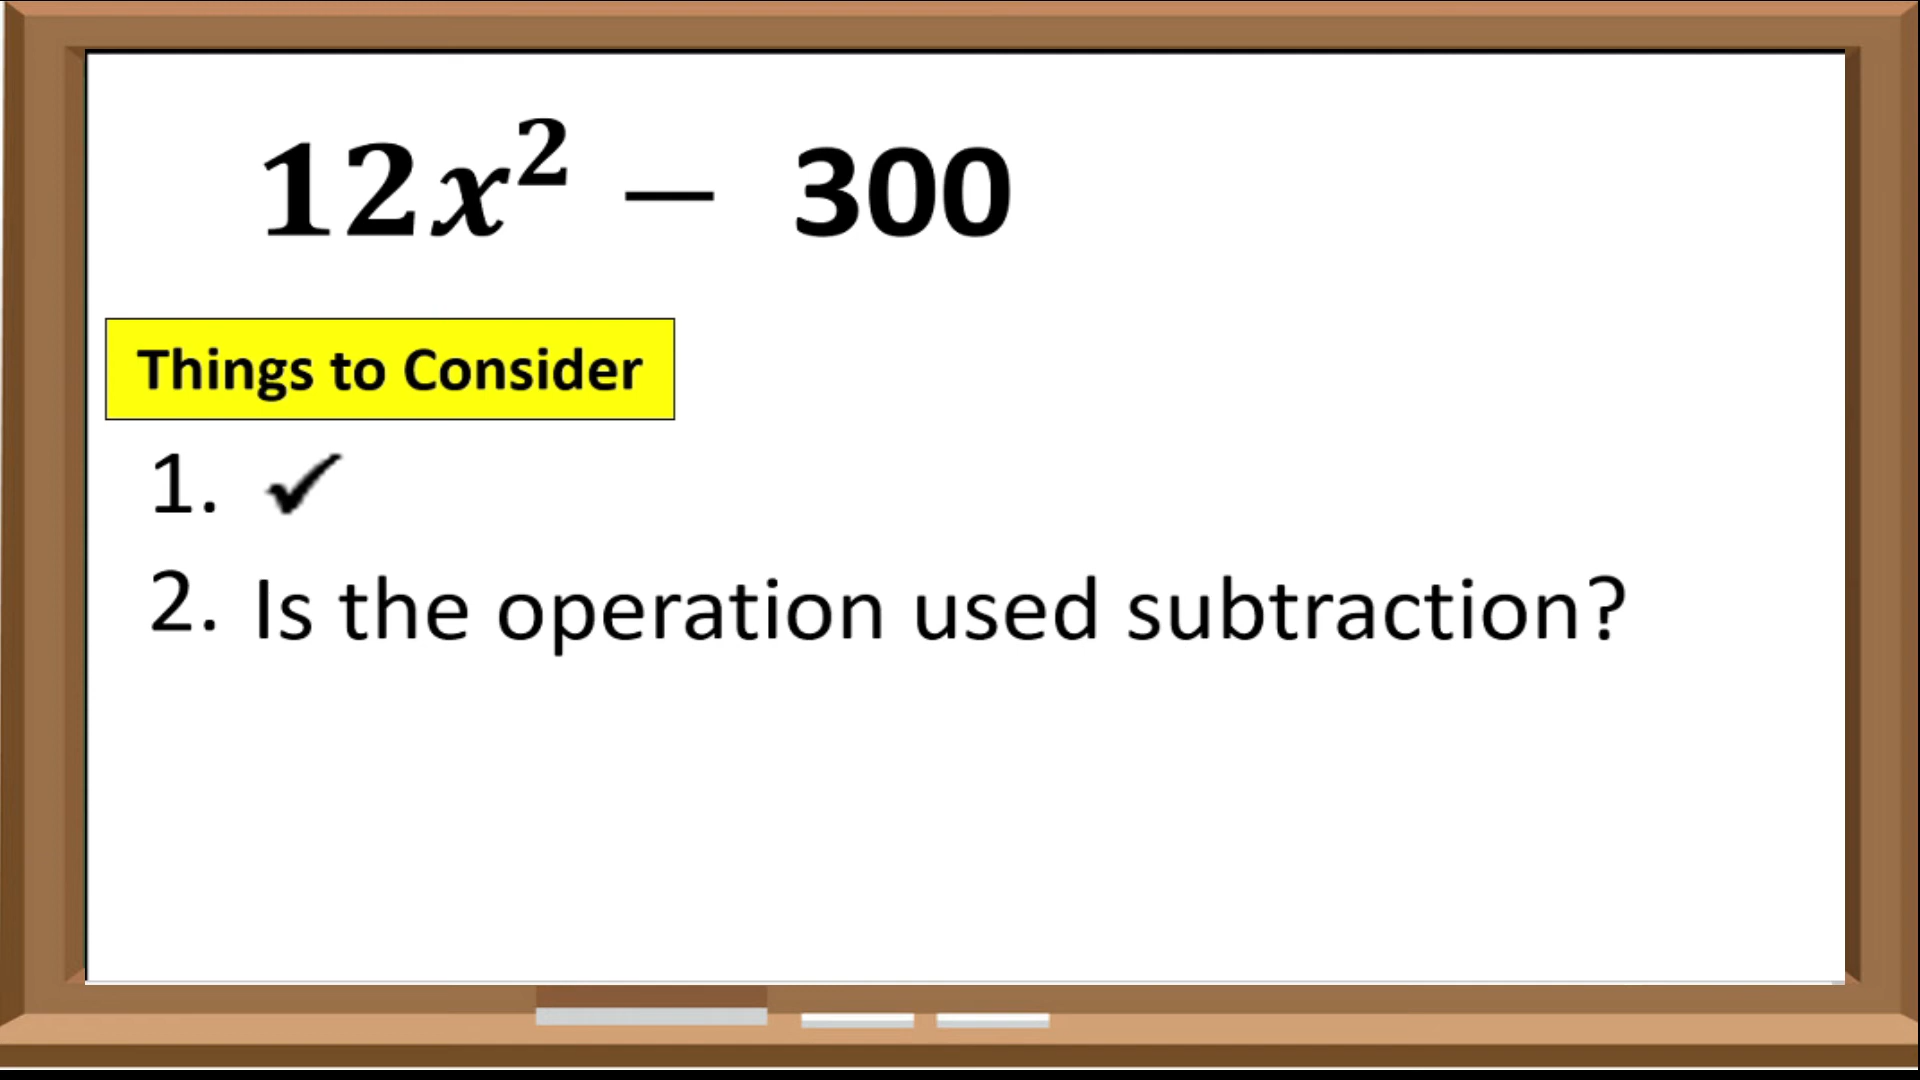 12x² – 300
Things to Consider
1. ✓
2. Is the operation used subtraction?